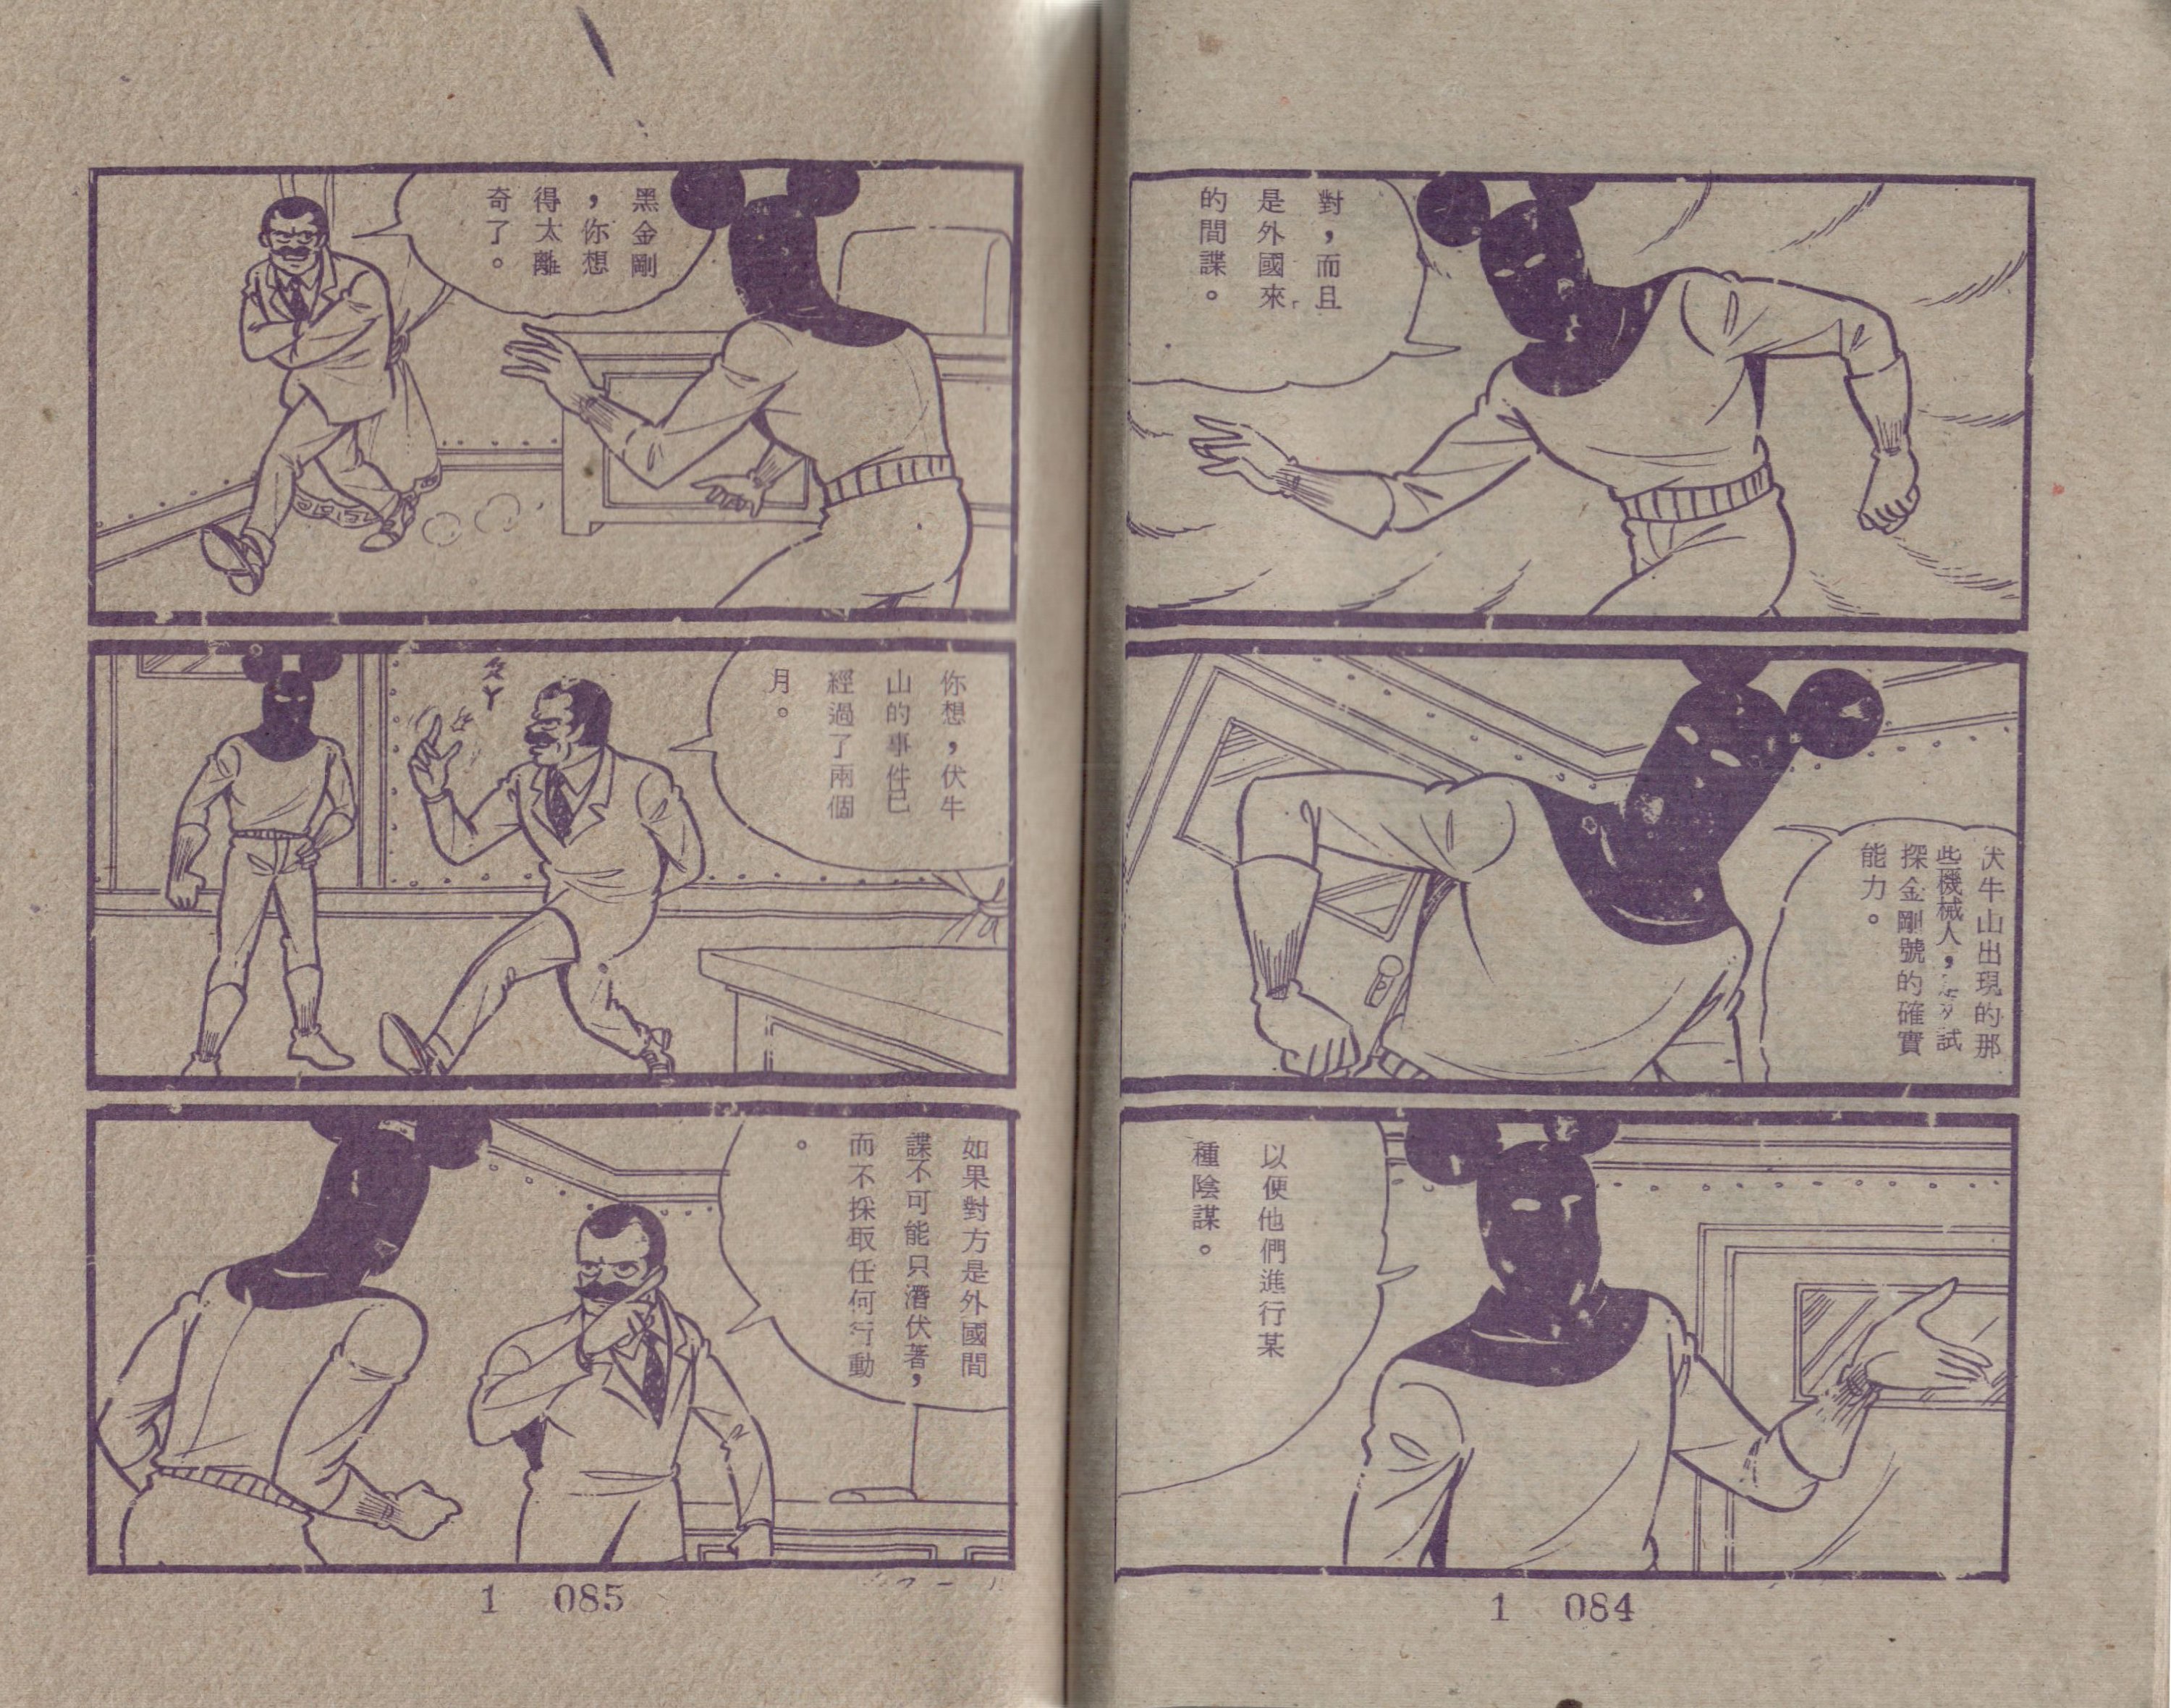 對，而且
是外國來
的間諜。
伏牛山出現的那
些機械人，試
探金剛號的確實
能力。
以便他們進行某
種陰謀。
1 084
黑金剛
，你想
得太離
奇了。
你想，伏牛
山的事件已
經過了兩個
月。
ㄆㄚ
如果對方是外國間
諜不可能只潛伏著，
而不採取任何行動
。
1 085